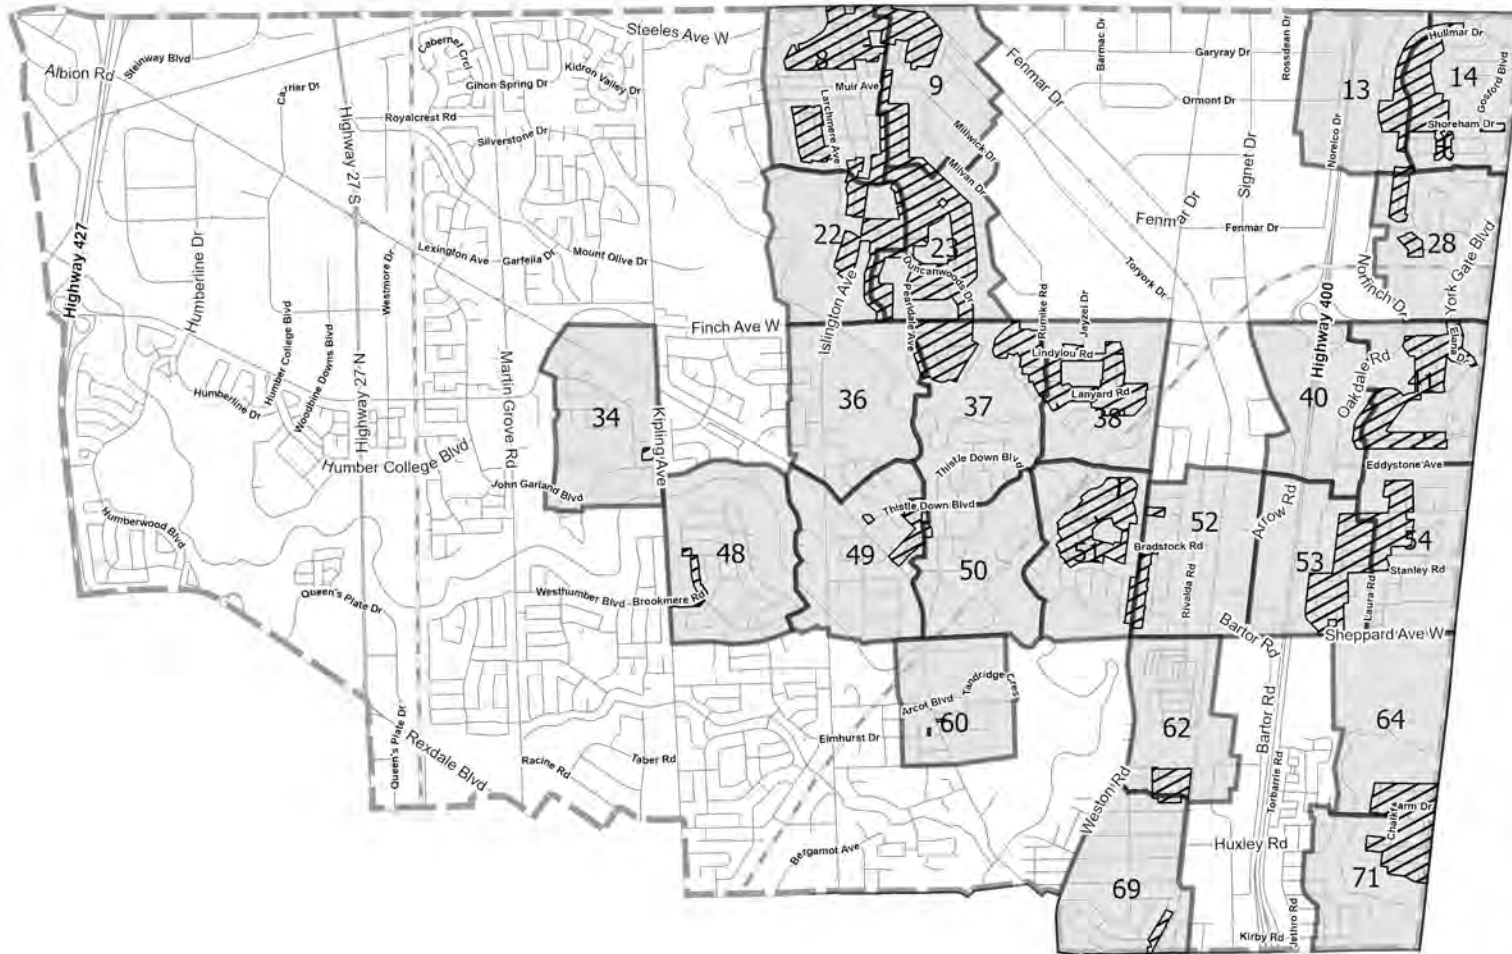 Steeles Ave W
Albion Rd
Steinway Blvd
Carrier Dr
Highway 27 S
Cabernet Crcl
Gihon Spring Dr
Kidron Valley Dr
Royalcrest Rd
Silverstone Dr
8
9
Muir Ave
Larchmere Ave
Millwick Dr
Milvan Dr
Fenmar Dr
Barmac Dr
Garyray Dr
Rossdean Dr
Ormont Dr
Signet Dr
Fenmar Dr
Fenmar Dr
Norelco Dr
13
14
Hullmar Dr
Gosford Blvd
Shoreham Dr
28
York Gate Blvd
Norfinch Dr
Highway 427
Humberline Dr
Lexington Ave
Garfella Dr
Mount Olive Dr
Westmore Dr
22
23
Islington Ave
Duncanwoods Dr
Pearldale Ave
Rumike Rd
Jayzel Dr
Toryork Dr
Highway 400
Finch Ave W
Humber College Blvd
Woodbine Downs Blvd
Highway 27 N
Martin Grove Rd
Humberline Dr
34
Kipling Ave
36
37
Lindylou Rd
Lanyard Rd
38
40
Oakdale Rd
41
Elana Dr
Eddystone Ave
Humber College Blvd
John Garland Blvd
Thistle Down Blvd
Thistle Down Blvd
Humberwood Blvd
48
49
50
51
52
Bradstock Rd
Rivalda Rd
Arrow Rd
53
54
Stanley Rd
Laura Rd
Queen's Plate Dr
Westhumber Blvd
Brookmere Rd
Bartor Rd
Sheppard Ave W
Arcot Blvd
Tandridge Cres
60
Elmhurst Dr
62
Bartor Rd
64
Queen's Plate Dr
Rexdale Blvd
Racine Rd
Taber Rd
Weston Rd
Torbarrie Rd
Chalkfarm Dr
Bergamot Ave
Huxley Rd
69
71
Jethro Rd
Kirby Rd